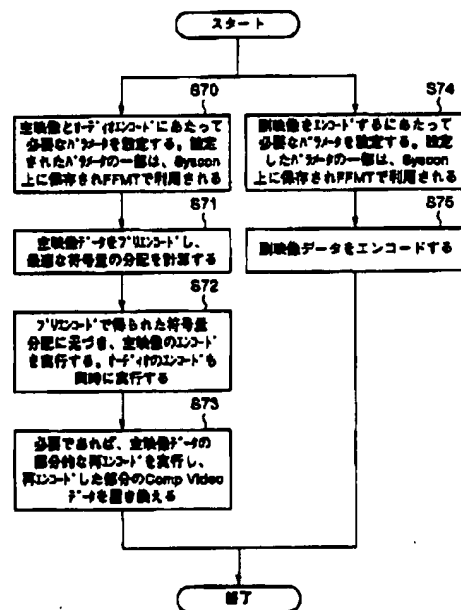 スタート
S70
主映像とオーディオエンコードにあたって
必要なパラメータを設定する。設定
されたパラメータの一部は、Syscon
上に保存されFFMTで利用される
S71
主映像データをプリエンコードし、
最適な符号量の分配を計算する
S72
プリエンコードで得られた符号量
分配に元づき、主映像のエンコード
を実行する。オーディオのエンコードも
同時に実行する
S73
必要であれば、主映像データの
部分的な再エンコードを実行し、
再エンコードした部分のComp Video
データを置き換える
S74
副映像をエンコードするにあたって
必要なパラメータを設定する。設定
したパラメータの一部は、Syscon
上に保存されFFMTで利用される
S75
副映像データをエンコードする
終了